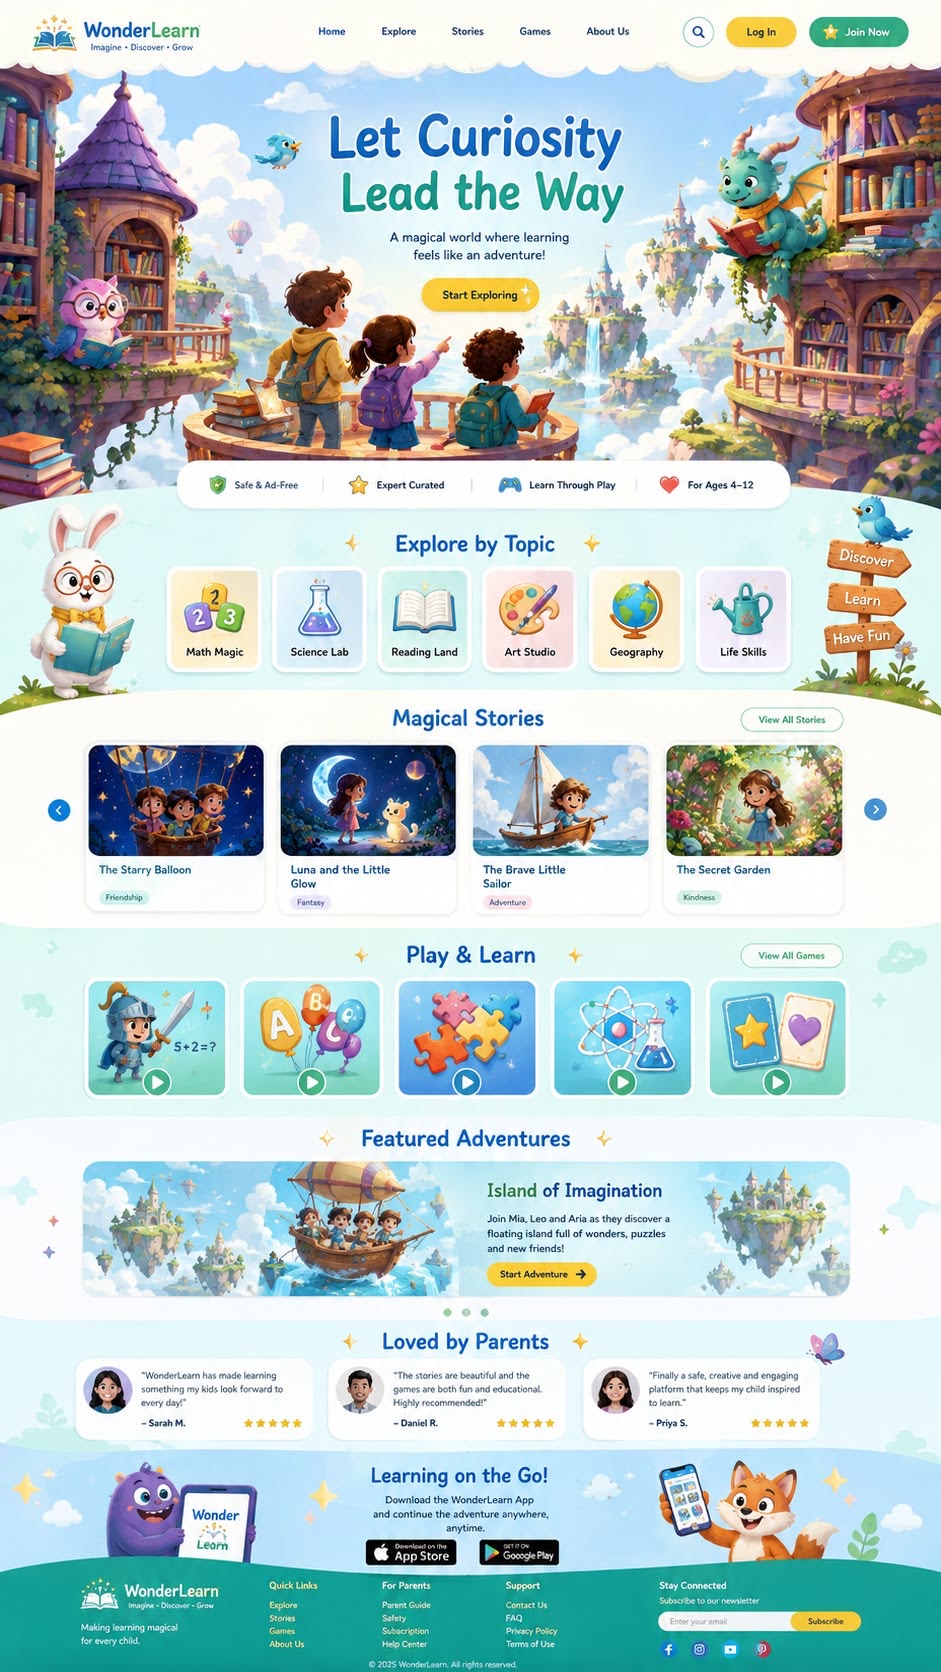 WonderLearn
Imagine • Discover • Grow
Home
Explore
Stories
Games
About Us
Log In
Join Now
Let Curiosity
Lead the Way
A magical world where learning
feels like an adventure!
Start Exploring
Safe & Ad-Free
Expert Curated
Learn Through Play
For Ages 4–12
Explore by Topic
Discover
Learn
Have Fun
2
2 3
Math Magic
Science Lab
Reading Land
Art Studio
Geography
Life Skills
Magical Stories
View All Stories
The Starry Balloon
Friendship
Luna and the Little
Glow
Fantasy
The Brave Little
Sailor
Adventure
The Secret Garden
Kindness
Play & Learn
View All Games
5+2=?
A B C
Featured Adventures
Island of Imagination
Join Mia, Leo and Aria as they discover a
floating island full of wonders, puzzles
and new friends!
Start Adventure
Loved by Parents
“WonderLearn has made learning
something my kids look forward to
every day!”
– Sarah M.
“The stories are beautiful and the
games are both fun and educational.
Highly recommended!”
– Daniel R.
“Finally a safe, creative and engaging
platform that keeps my child inspired
to learn.”
– Priya S.
Wonder
Learn
Learning on the Go!
Download the WonderLearn App
and continue the adventure anywhere,
anytime.
Download on the
App Store
GET IT ON
Gooogle Play
WonderLearn
Imagine • Discover • Grow
Making learning magical
for every child.
Quick Links
Explore
Stories
Games
About Us
For Parents
Parent Guide
Safety
Subscription
Help Center
Support
Contact Us
FAQ
Privacy Policy
Terms of Use
Stay Connected
Subscribe to our newsletter
Enter your email
Subscribe
© 2025 WonderLearn. All rights reserved.